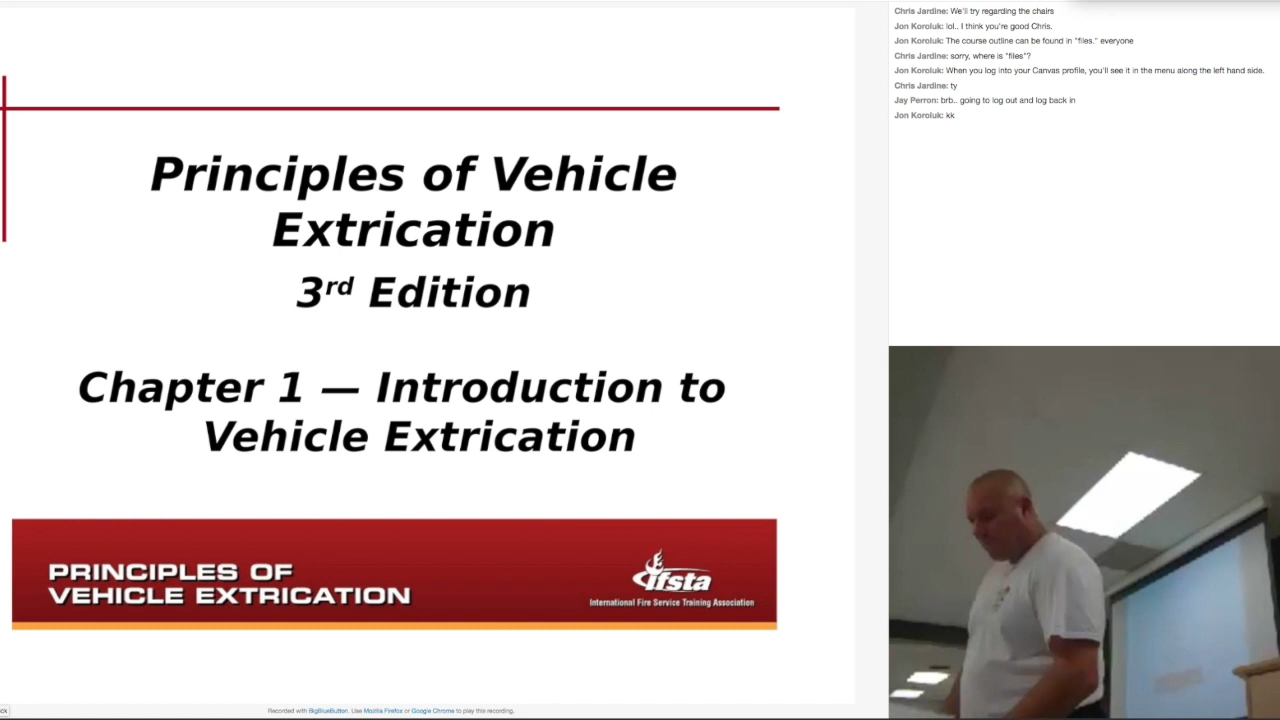 Principles of Vehicle
Extrication
3rd Edition
Chapter 1 — Introduction to
Vehicle Extrication
PRINCIPLES OF
VEHICLE EXTRICATION
ifsta
International Fire Service Training Association
Recorded with BigBlueButton. Use Mozilla Firefox or Google Chrome to play this recording.
Chris Jardine: We'll try regarding the chairs
Jon Koroluk: lol.. I think you're good Chris.
Jon Koroluk: The course outline can be found in "files." everyone
Chris Jardine: sorry, where is "files"?
Jon Koroluk: When you log into your Canvas profile, you'll see it in the menu along the left hand side.
Chris Jardine: ty
Jay Perron: brb.. going to log out and log back in
Jon Koroluk: kk